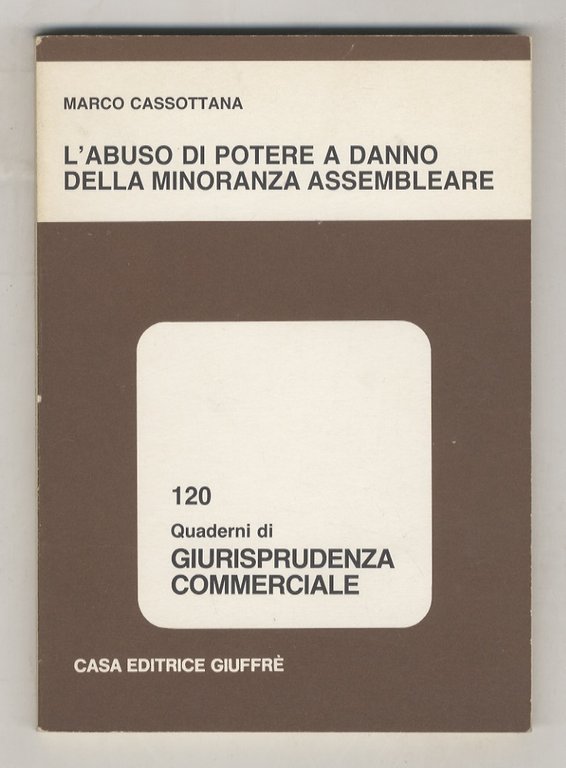 MARCO CASSOTTANA
L'ABUSO DI POTERE A DANNO
DELLA MINORANZA ASSEMBLEARE
120
Quaderni di
GIURISPRUDENZA
COMMERCIALE
CASA EDITRICE GIUFFRÈ